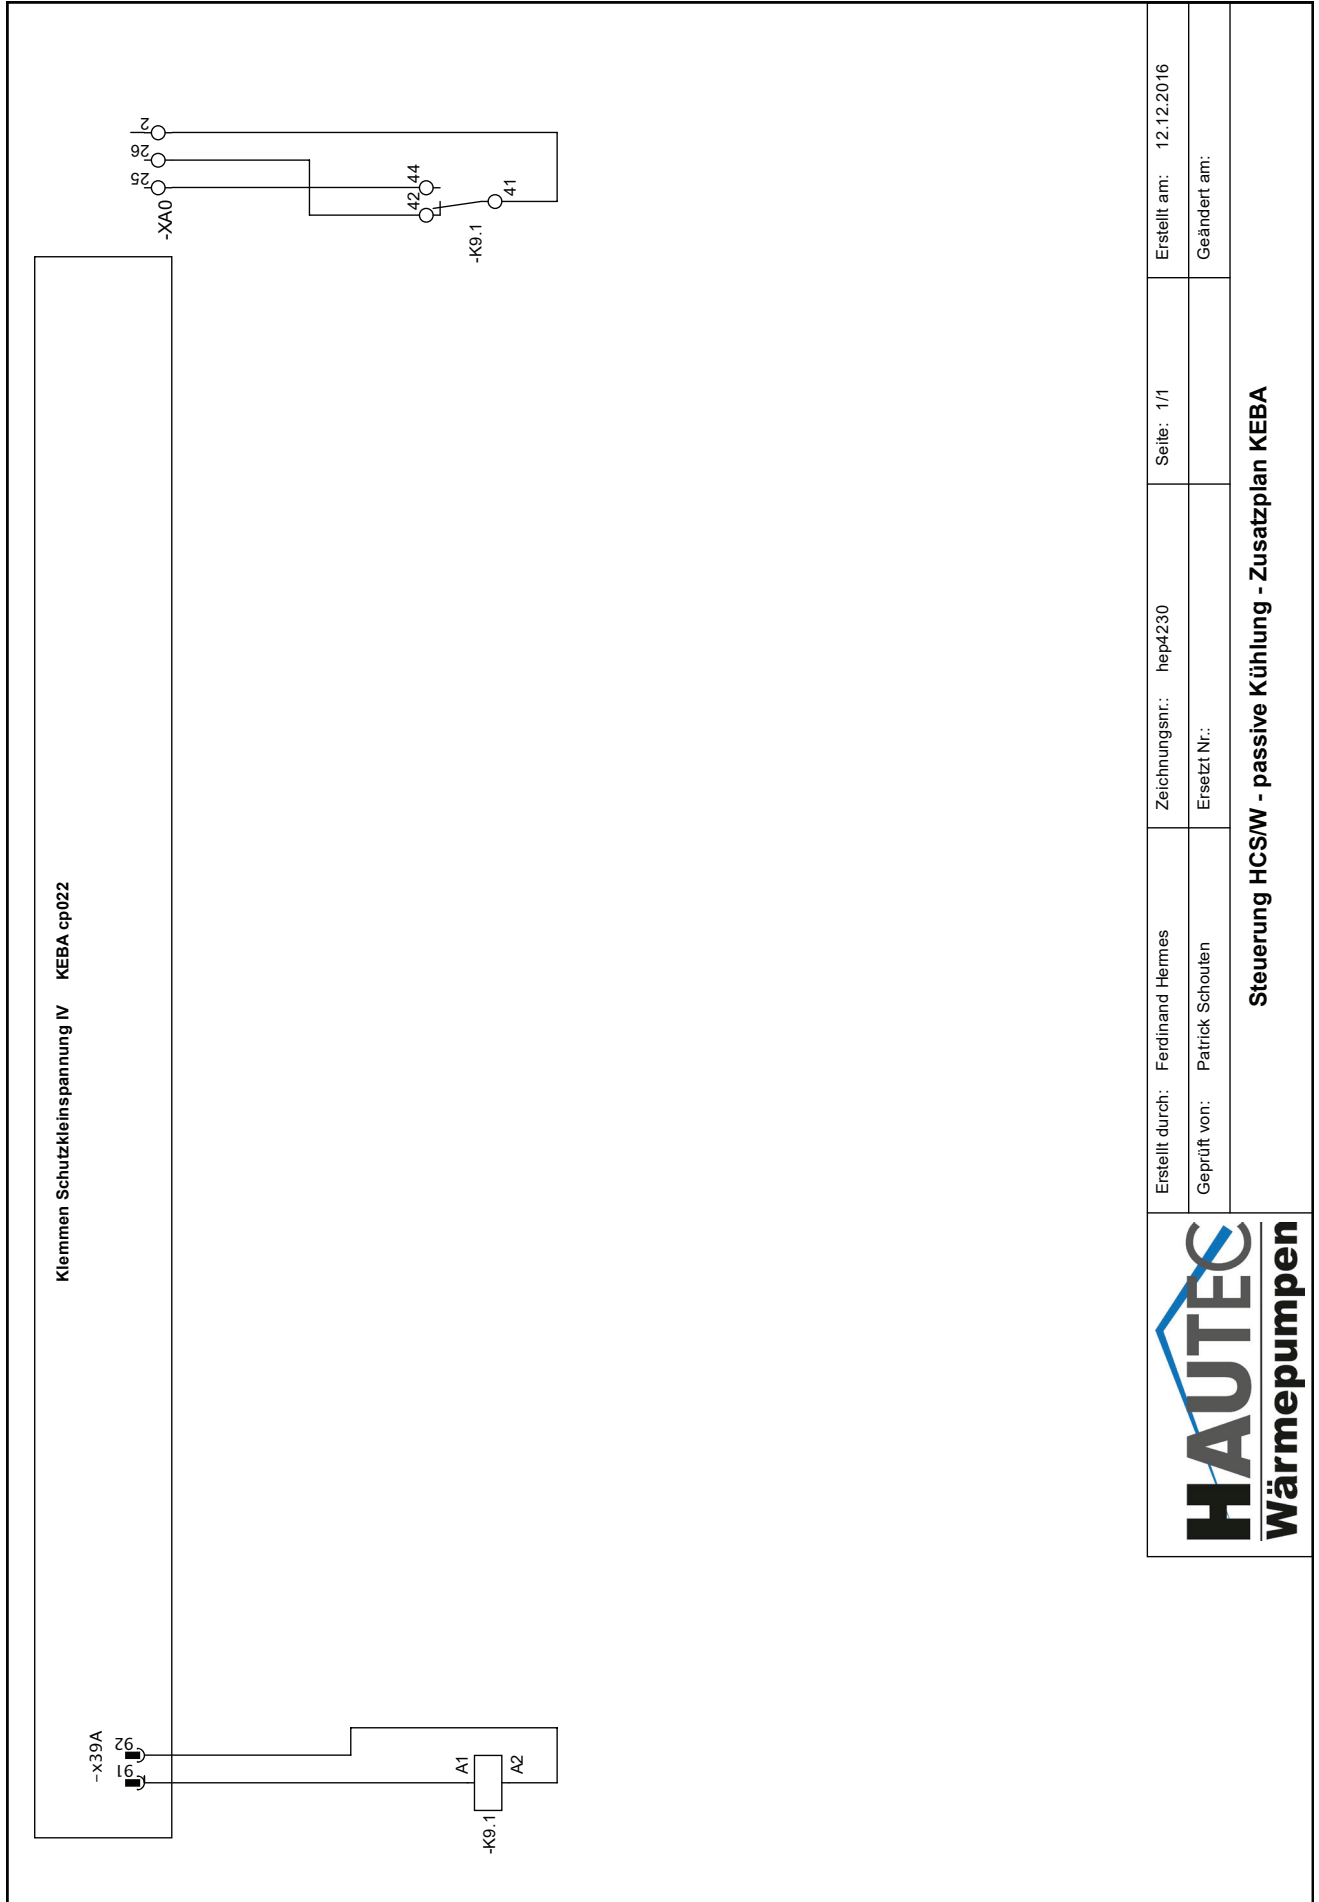 Klemmen Schutzkleinspannung IV KEBA cp022
-x39A
91
92
-XA0
25
26
2
-K9.1
A1
A2
-K9.1
42
44
41
HAUTEC
Wärmepumpen
Erstellt durch: Ferdinand Hermes
Zeichnungsnr.: hep4230
Seite: 1/1
Erstellt am: 12.12.2016
Geprüft von: Patrick Schouten
Ersetzt Nr.:
Geändert am:
Steuerung HCS/W - passive Kühlung - Zusatzplan KEBA